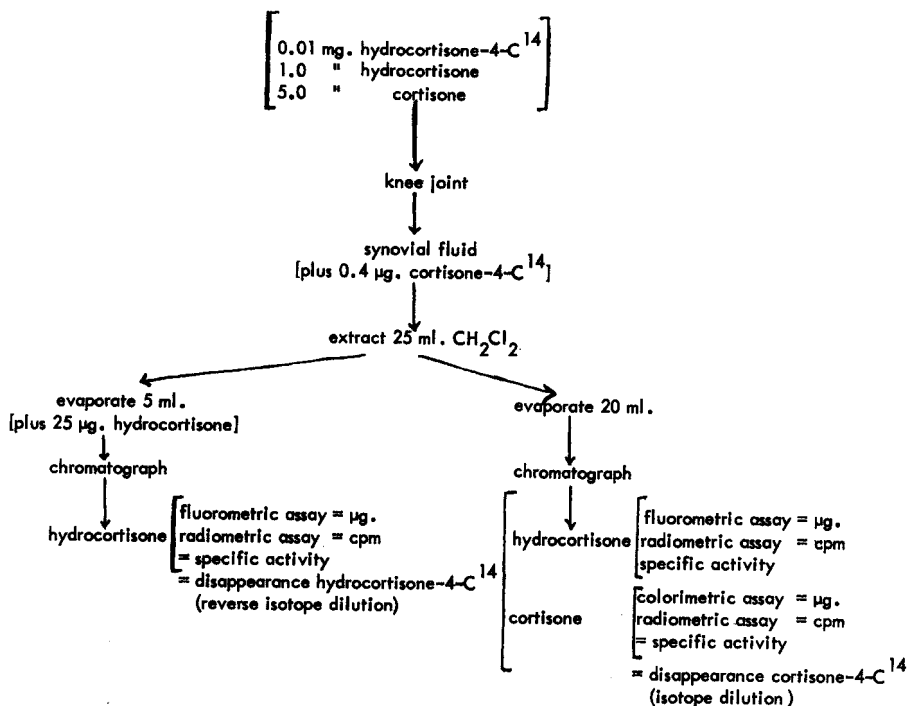 0.01 mg. hydrocortisone-4-C14
1.0 " hydrocortisone
5.0 " cortisone
knee joint
synovial fluid
[plus 0.4 µg. cortisone-4-C14]
extract 25 ml. CH2Cl2
evaporate 5 ml.
[plus 25 µg. hydrocortisone]
chromatograph
hydrocortisone
fluorometric assay = µg.
radiometric assay = cpm
= specific activity
= disappearance hydrocortisone-4-C14
(reverse isotope dilution)
evaporate 20 ml.
chromatograph
hydrocortisone
fluorometric assay = µg.
radiometric assay = cpm
specific activity
cortisone
colorimetric assay = µg.
radiometric assay = cpm
= specific activity
= disappearance cortisone-4-C14
(isotope dilution)